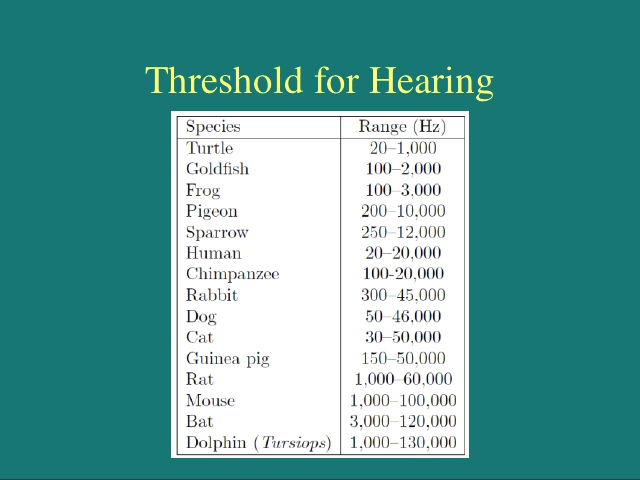 Threshold for Hearing
Species Range (Hz)
Turtle 20–1,000
Goldfish 100–2,000
Frog 100–3,000
Pigeon 200–10,000
Sparrow 250–12,000
Human 20–20,000
Chimpanzee 100-20,000
Rabbit 300–45,000
Dog 50–46,000
Cat 30–50,000
Guinea pig 150–50,000
Rat 1,000–60,000
Mouse 1,000–100,000
Bat 3,000–120,000
Dolphin (Tursiops) 1,000–130,000